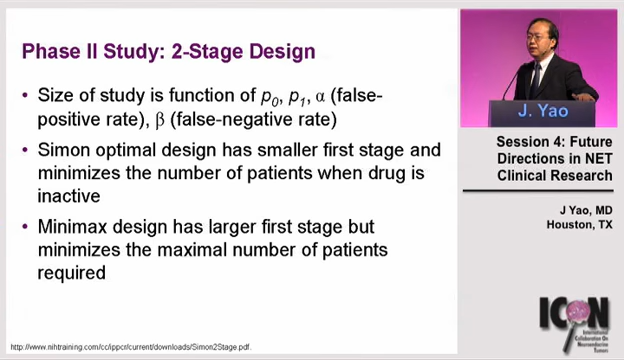 Phase II Study: 2-Stage Design
• Size of study is function of p0, p1, α (false-
positive rate), β (false-negative rate)
• Simon optimal design has smaller first stage and
minimizes the number of patients when drug is
inactive
• Minimax design has larger first stage but
minimizes the maximal number of patients
required
http://www.nihtraining.com/cc/ippcr/current/downloads/Simon2Stage.pdf.
J. Yao
Session 4: Future
Directions in NET
Clinical Research
J Yao, MD
Houston, TX
ICON
International
Collaboration On
Neuroendocrine
Tumors